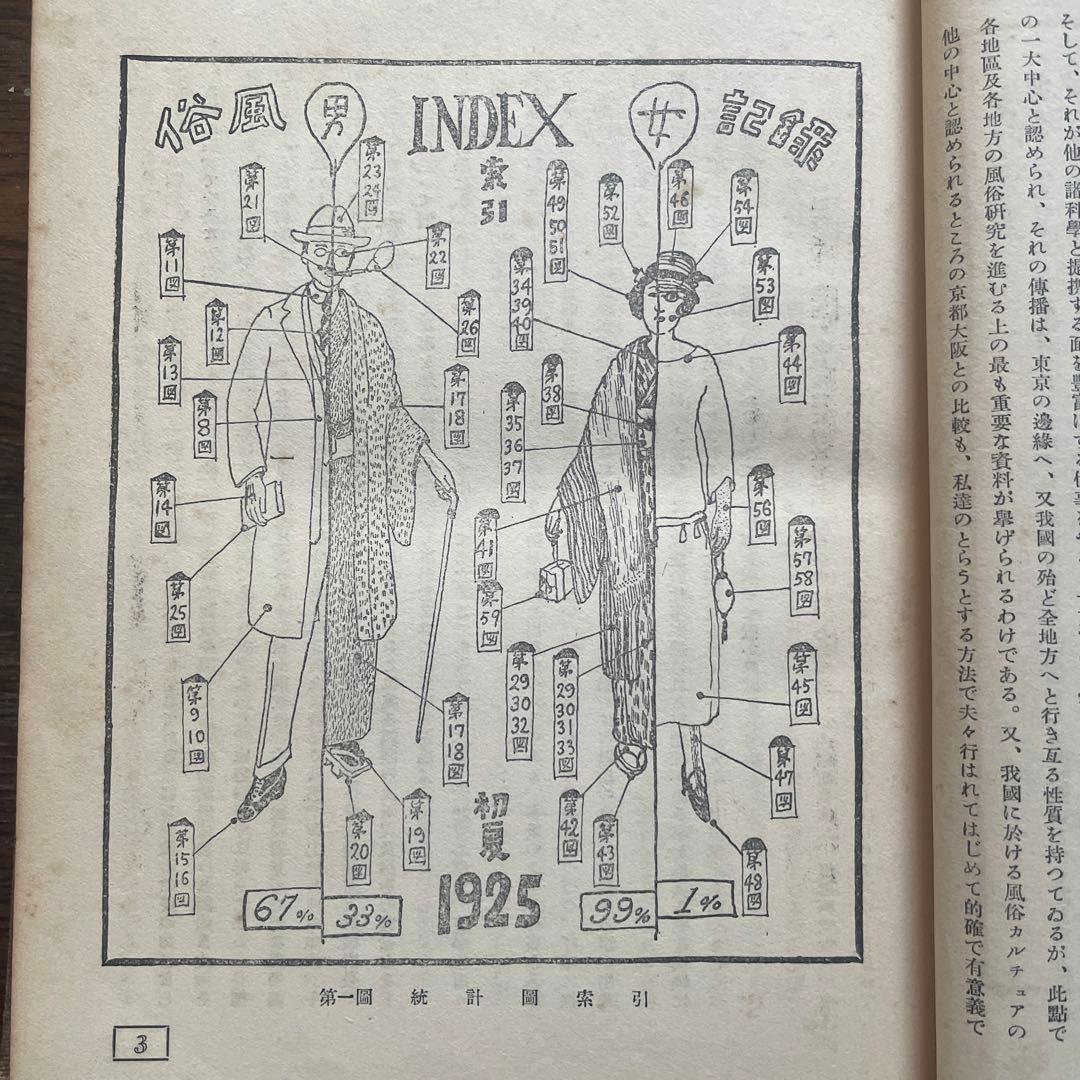 俗風
男
INDEX
索引
女
記錄
第21図
第23 24図
第11図
第22図
第12図
第26図
第13図
第8図
第17 18図
第14図
第25図
第9 10図
第17 18図
第15 16図
第20図
第19図
第49 50 51図
第52図
第46図
第54図
第34 39 40図
第53図
第44図
第38図
第35 36 37図
第56図
第41図
第57 58図
第59図
第29 30 32図
第29 30 31 33図
第45図
第47図
第42図
第43図
第48図
初夏
1925
67%
33%
99%
1%
第一圖 統計圖索引
3
そして、それが他の諸科學と提携する面を豐富にする
の一大中心と認められ、それの傳播は、東京の邊緣へ、又我國の殆ど全地方へと行き亙る性質を持つてゐるが、此點で
各地區及各地方の風俗硏究を進むる上の最も重要な資料が擧げられるわけである。又、我國に於ける風俗カルチュアの
他の中心と認められるところの京都大阪との比較も、私達のとらうとする方法で夫々行はれてはじめて的確で有意義で